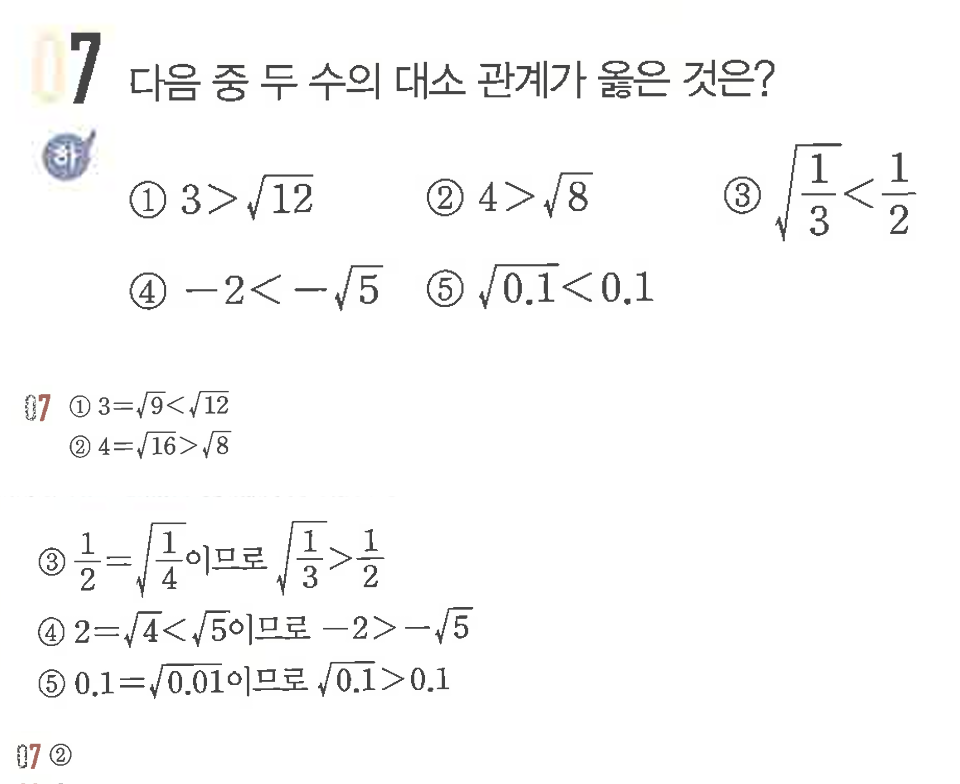 07 다음 중 두 수의 대소 관계가 옳은 것은?
하
① 3>√12 ② 4>√8 ③ √(1/3)<1/2
④ -2<-√5 ⑤ √0.1<0.1
07 ① 3=√9<√12
② 4=√16>√8
③ 1/2=√(1/4)이므로 √(1/3)>1/2
④ 2=√4<√5이므로 -2>-√5
⑤ 0.1=√0.01이므로 √0.1>0.1
07 ②